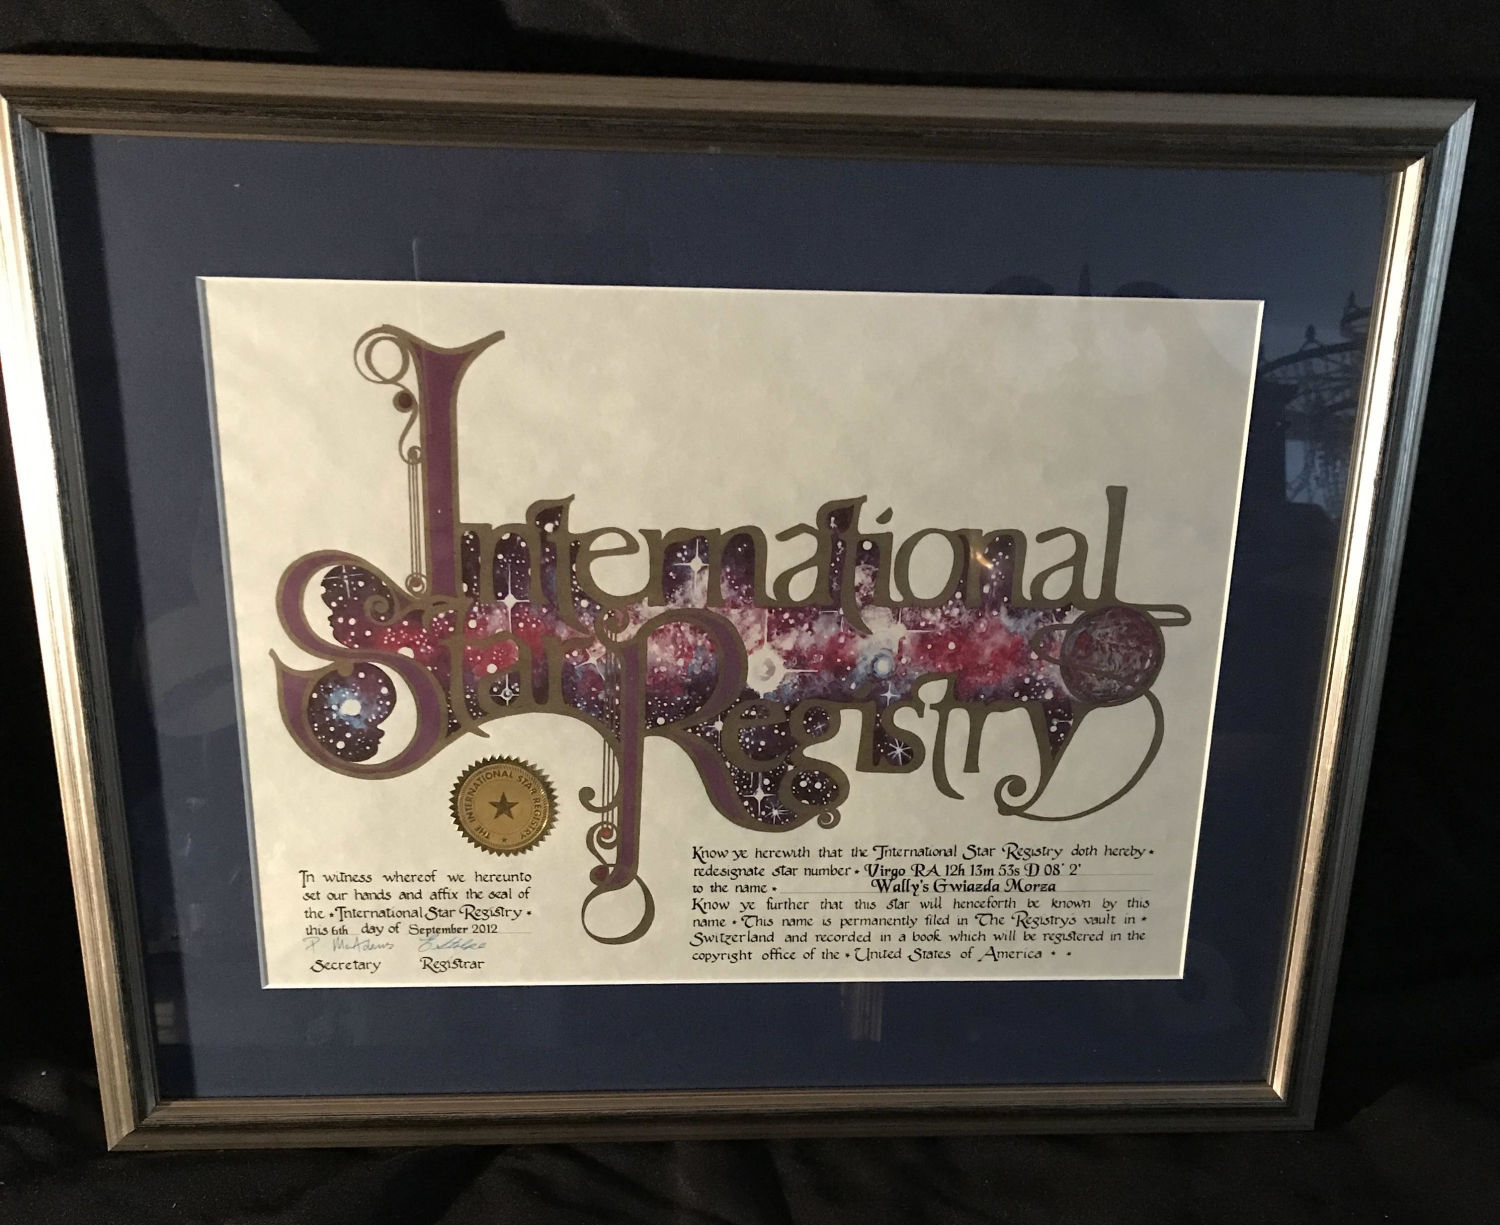 International
Star Registry
THE INTERNATIONAL STAR REGISTRY
In witness whereof we hereunto
set our hands and affix the seal of
the • International Star Registry •
this 6th day of September 2012
P McAdams
Secretary Registrar
Know ye herewith that the International Star Registry doth hereby •
redesignate star number • Virgo RA 12h 13m 53s D 08' 2'
to the name • Wally's Gwiazda Morza
Know ye further that this star will henceforth be known by this
name • This name is permanently filed in The Registry's vault in •
Switzerland and recorded in a book which will be registered in the
copyright office of the • United States of America • •